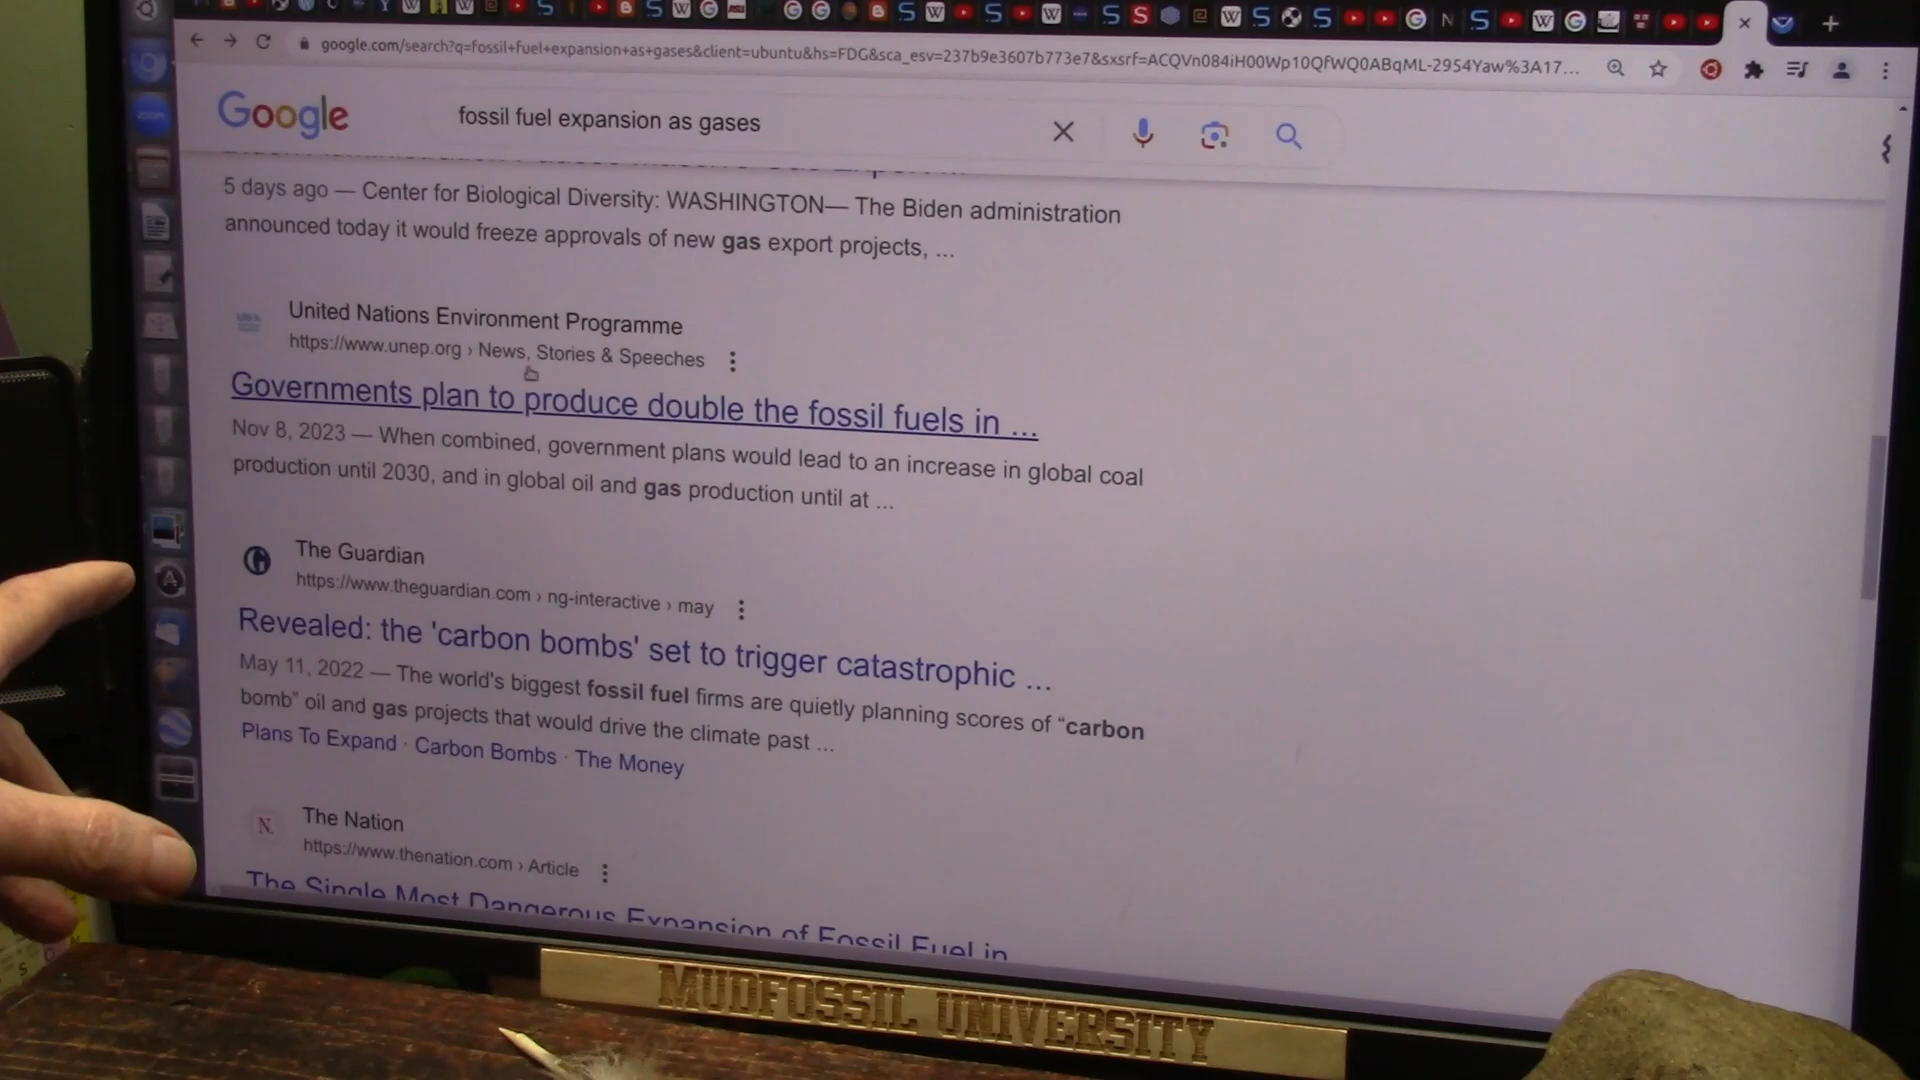 google.com/search?q=fossil+fuel+expansion+as+gases&client=ubuntu&hs=FDG&sca_esv=237b9e3607b773e7&sxsrf=ACQVn084iH00Wp10QfWQ0ABqML-2954Yaw%3A17...
Google
fossil fuel expansion as gases
5 days ago — Center for Biological Diversity: WASHINGTON— The Biden administration
announced today it would freeze approvals of new gas export projects, ...
United Nations Environment Programme
https://www.unep.org › News, Stories & Speeches
Governments plan to produce double the fossil fuels in ...
Nov 8, 2023 — When combined, government plans would lead to an increase in global coal
production until 2030, and in global oil and gas production until at ...
The Guardian
https://www.theguardian.com › ng-interactive › may
Revealed: the 'carbon bombs' set to trigger catastrophic ...
May 11, 2022 — The world's biggest fossil fuel firms are quietly planning scores of “carbon
bomb” oil and gas projects that would drive the climate past ...
Plans To Expand · Carbon Bombs · The Money
N.
The Nation
https://www.thenation.com › Article
The Single Most Dangerous Expansion of Fossil Fuel in
MUDFOSSIL UNIVERSITY